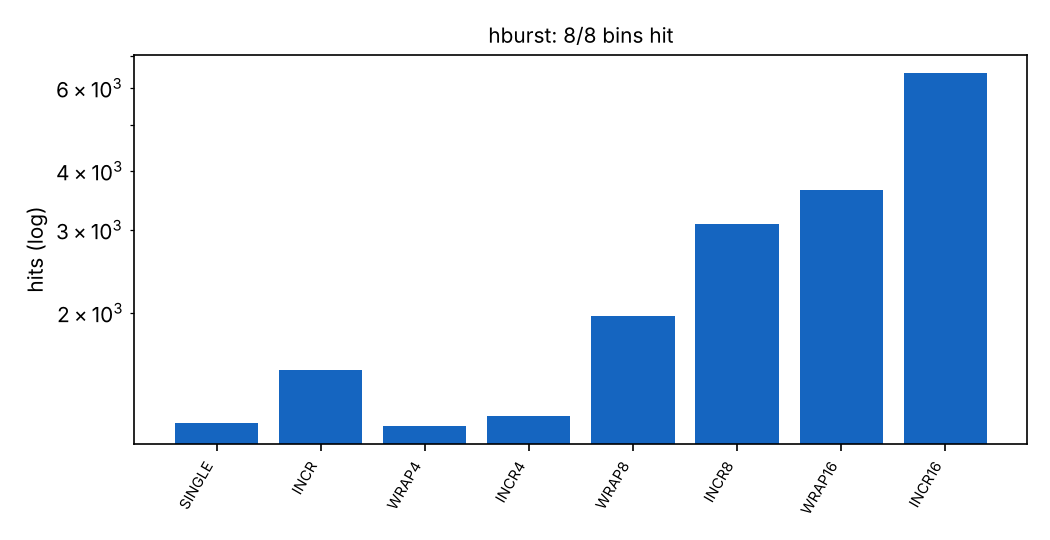 hburst: 8/8 bins hit
hits (log)
6 × 10³
4 × 10³
3 × 10³
2 × 10³
SINGLE
INCR
WRAP4
INCR4
WRAP8
INCR8
WRAP16
INCR16